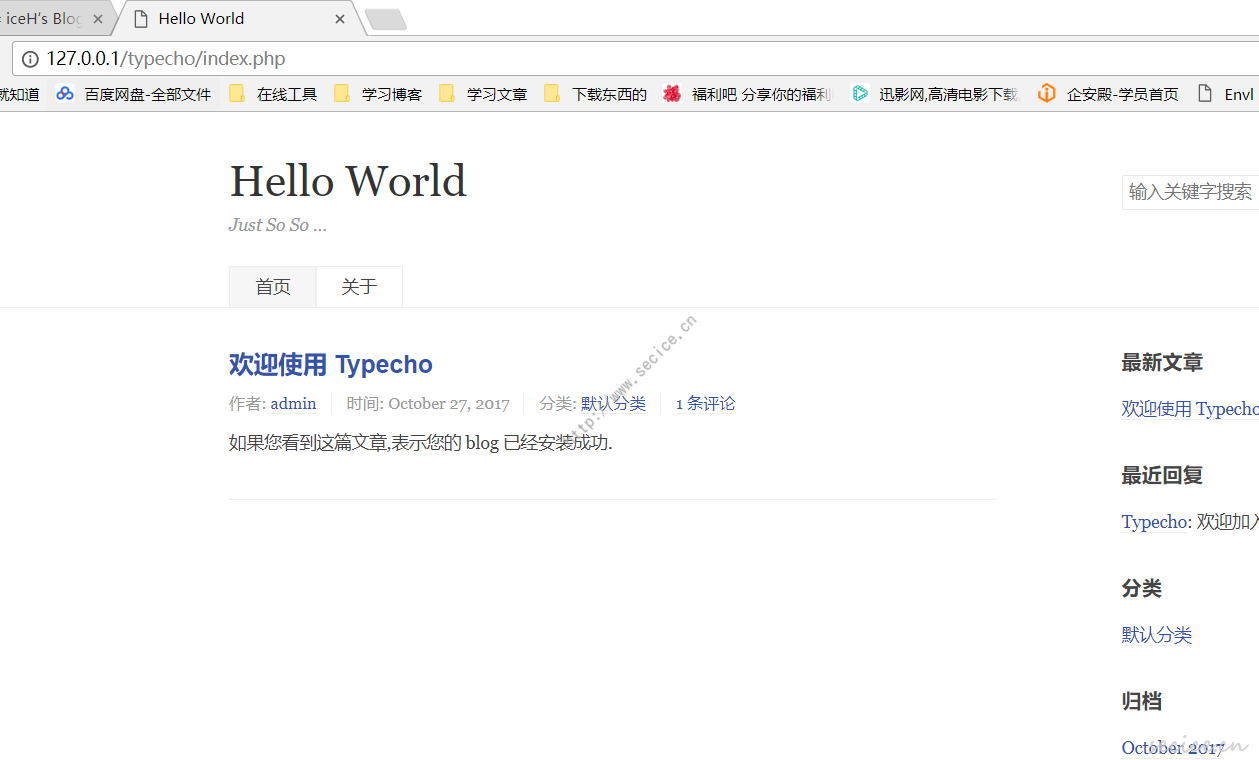 iceH's Blog
Hello World
127.0.0.1/typecho/index.php
就知道 百度网盘-全部文件 在线工具 学习博客 学习文章 下载东西的 福利吧 分享你的福利 迅影网,高清电影下载 企安殿-学员首页 Envl
Hello World
输入关键字搜索
Just So So ...
首页 关于
欢迎使用 Typecho
作者: admin 时间: October 27, 2017 分类: 默认分类 1 条评论
如果您看到这篇文章,表示您的 blog 已经安装成功.
http://www.secice.cn
最新文章
欢迎使用 Typecho
最近回复
Typecho: 欢迎加入
分类
默认分类
归档
October 2017
secice.cn